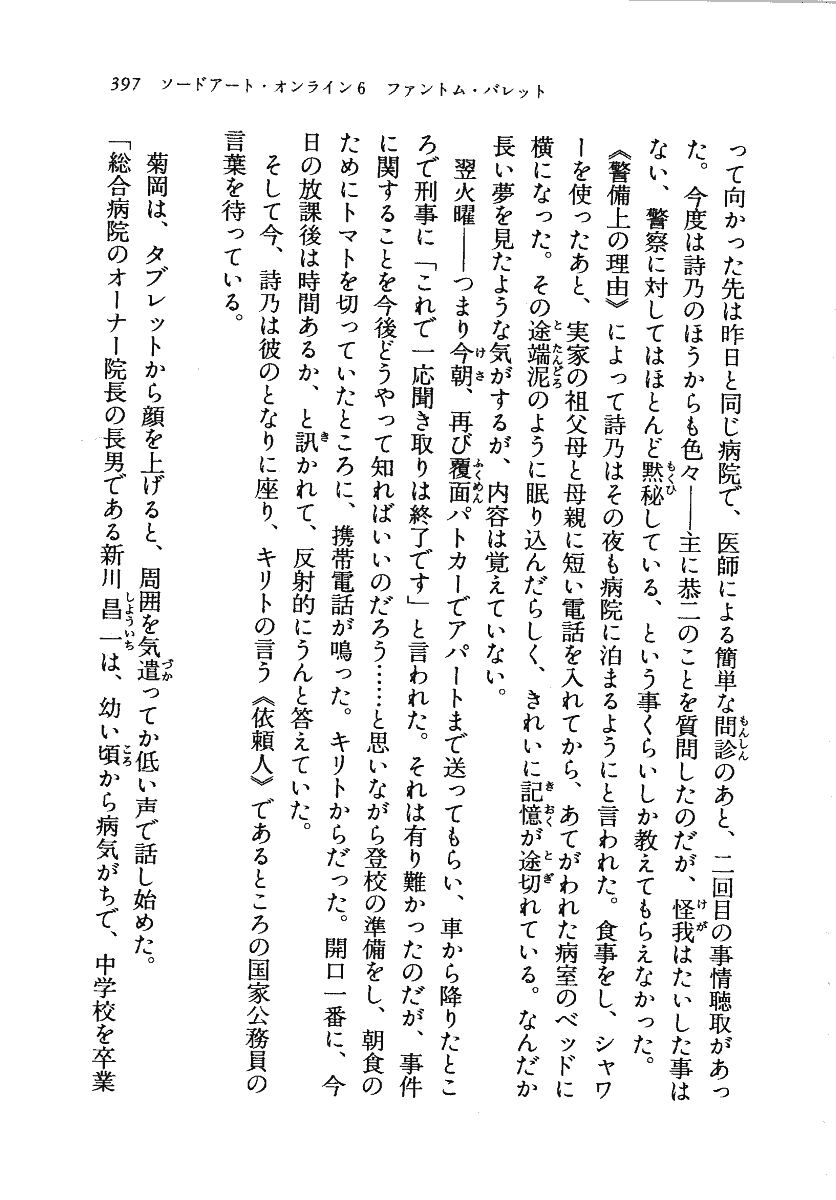 397　ソードアート・オンライン6　ファントム・バレット
って向かった先は昨日と同じ病院で、医師による簡単な問診のあと、二回目の事情聴取があっ
た。今度は詩乃のほうからも色々――主に恭二のことを質問したのだが、怪我はたいした事は
ない、警察に対してはほとんど黙秘している、という事くらいしか教えてもらえなかった。
《警備上の理由》によって詩乃はその夜も病院に泊まるようにと言われた。食事をし、シャワ
ーを使ったあと、実家の祖父母と母親に短い電話を入れてから、あてがわれた病室のベッドに
横になった。その途端泥のように眠り込んだらしく、きれいに記憶が途切れている。なんだか
長い夢を見たような気がするが、内容は覚えていない。
翌火曜――つまり今朝、再び覆面パトカーでアパートまで送ってもらい、車から降りたとこ
ろで刑事に「これで一応聞き取りは終了です」と言われた。それは有り難かったのだが、事件
に関することを今後どうやって知ればいいのだろう……と思いながら登校の準備をし、朝食の
ためにトマトを切っていたところに、携帯電話が鳴った。キリトからだった。開口一番に、今
日の放課後は時間あるか、と訊かれて、反射的にうんと答えていた。
そして今、詩乃は彼のとなりに座り、キリトの言う《依頼人》であるところの国家公務員の
言葉を待っている。
菊岡は、タブレットから顔を上げると、周囲を気遣ってか低い声で話し始めた。
「総合病院のオーナー院長の長男である新川昌一は、幼い頃から病気がちで、中学校を卒業